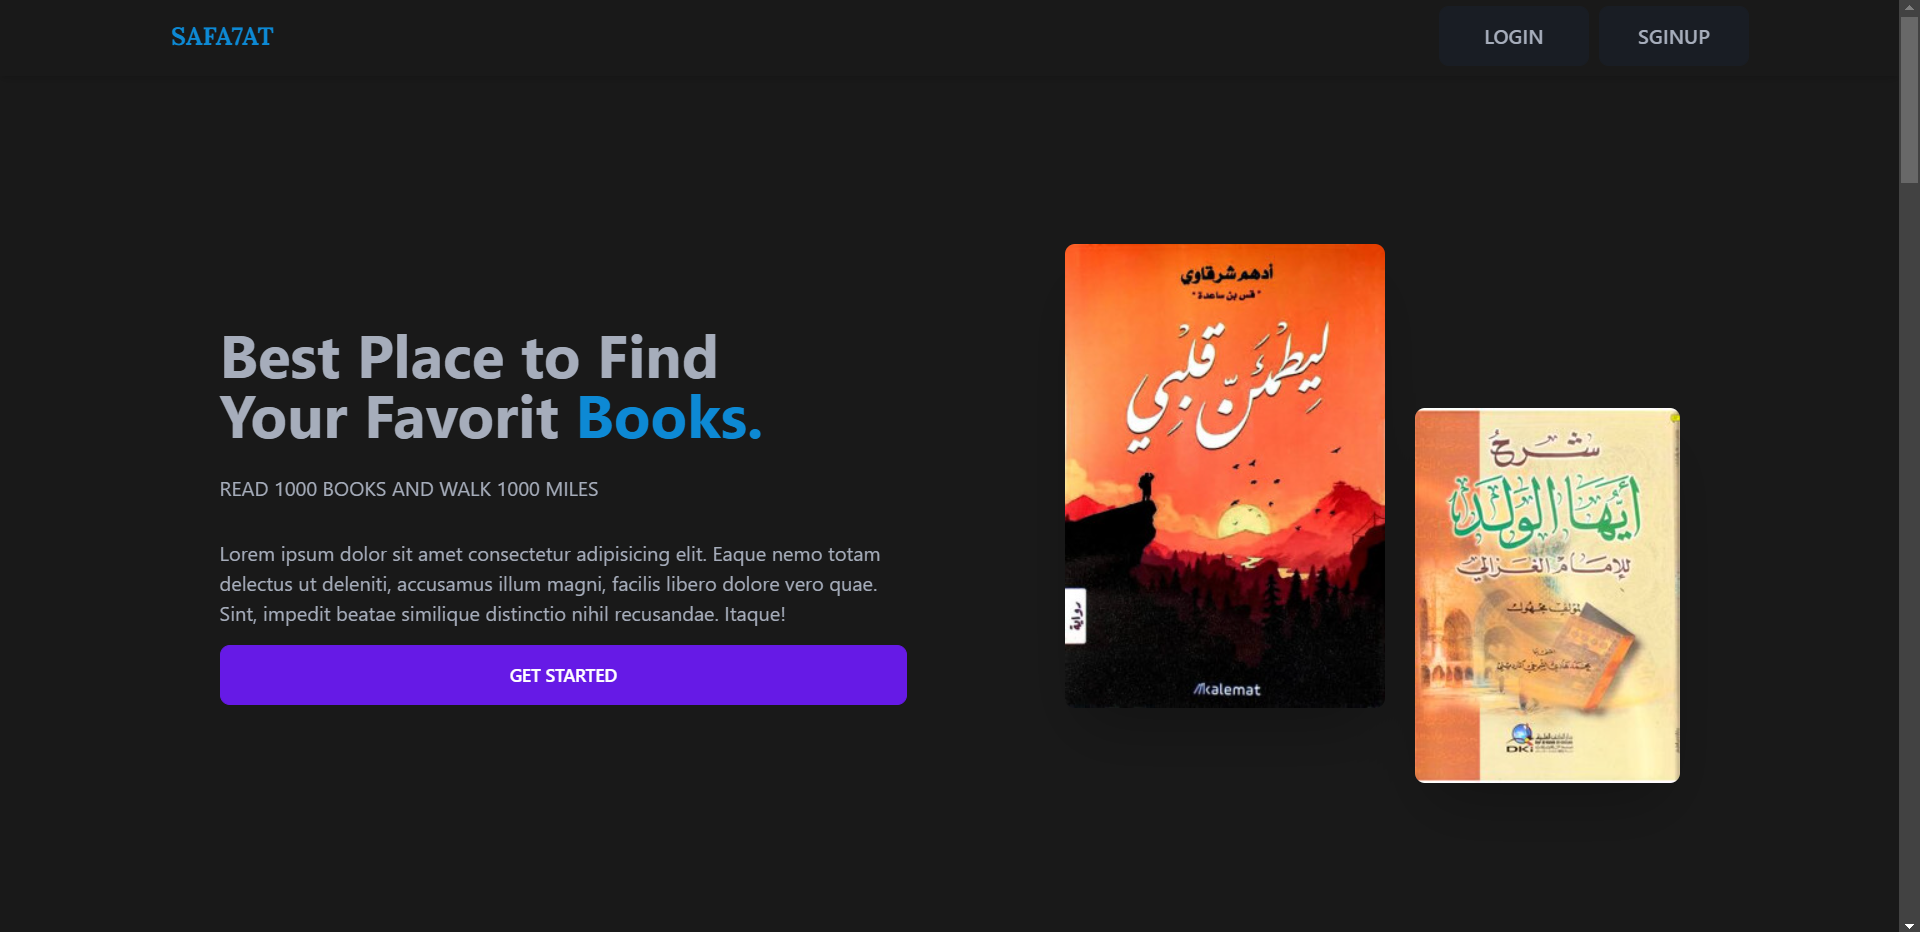 SAFA7AT
LOGIN
SGINUP
Best Place to Find
Your Favorit Books.
READ 1000 BOOKS AND WALK 1000 MILES
Lorem ipsum dolor sit amet consectetur adipisicing elit. Eaque nemo totam
delectus ut deleniti, accusamus illum magni, facilis libero dolore vero quae.
Sint, impedit beatae similique distinctio nihil recusandae. Itaque!
GET STARTED
أدهم شرقاوي
* قس بن ساعدة *
ليطمئنّ قلبي
رواية
kalemat
شرح
أيُّهَا الوَلَد
للإمام الغزالي
لمؤلف مجهول
DKi